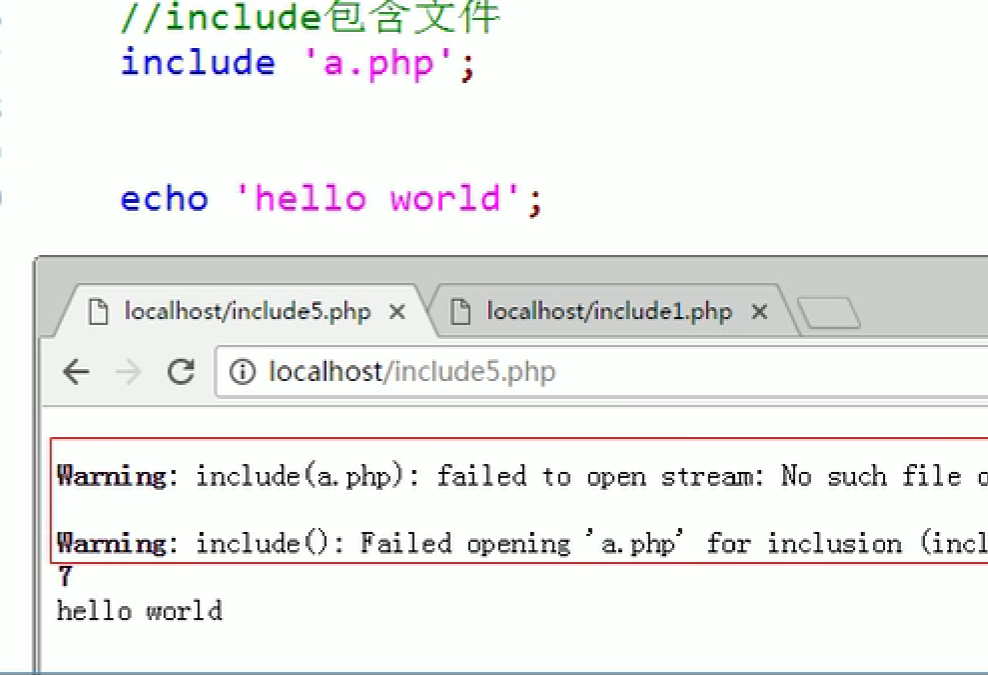 //include包含文件
include 'a.php';
echo 'hello world';
localhost/include5.php
localhost/include1.php
localhost/include5.php
Warning: include(a.php): failed to open stream: No such file
Warning: include(): Failed opening 'a.php' for inclusion (incl
7
hello world